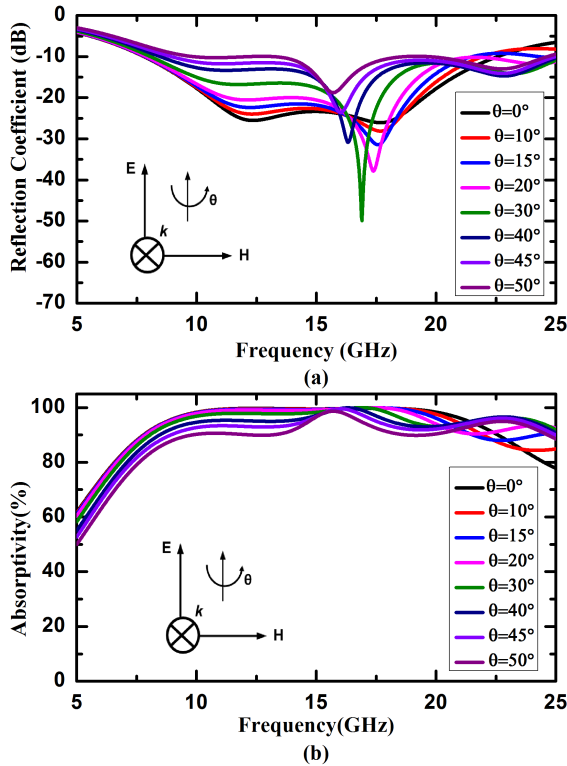 0
-10
-20
-30
-40
-50
-60
-70
Reflection Coefficient (dB)
θ=0°
θ=10°
θ=15°
θ=20°
θ=30°
θ=40°
θ=45°
θ=50°
E
θ
k
H
5
10
15
20
25
Frequency (GHz)
(a)
100
80
60
40
20
0
Absorptivity(%)
θ=0°
θ=10°
θ=15°
θ=20°
θ=30°
θ=40°
θ=45°
θ=50°
E
θ
k
H
5
10
15
20
25
Frequency(GHz)
(b)